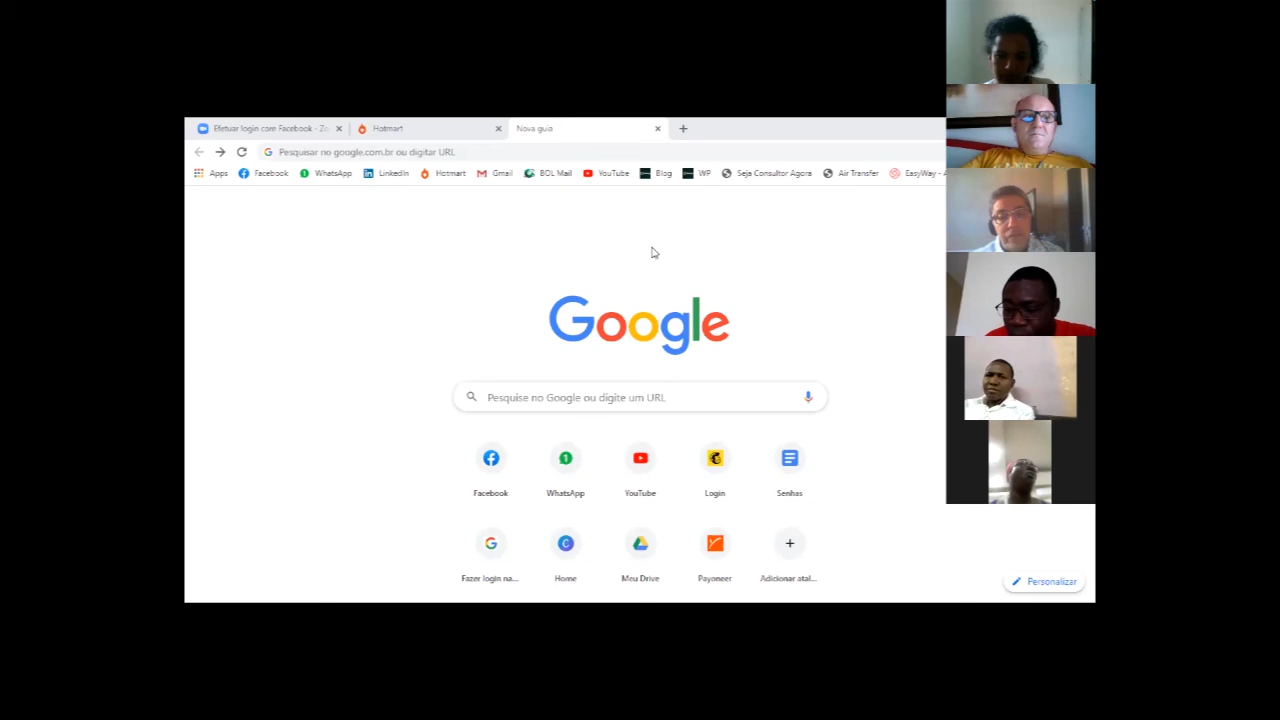 Efetuar login com Facebook - Zo
Hotmart
Nova guia
Pesquisar no google.com.br ou digitar URL
Apps Facebook WhatsApp LinkedIn Hotmart Gmail BOL Mail YouTube Blog WP Seja Consultor Agora Air Transfer EasyWay - A
Google
Pesquise no Google ou digite um URL
Facebook WhatsApp YouTube Login Senhas
Fazer login na... Home Meu Drive Payoneer Adicionar atal...
Personalizar